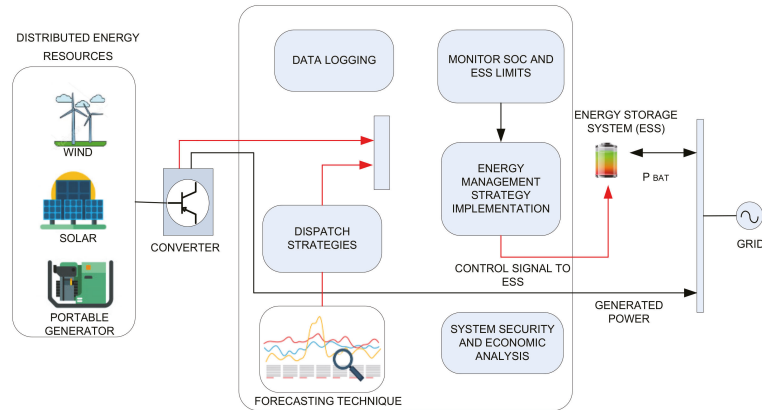 DISTRIBUTED ENERGY
RESOURCES
WIND
SOLAR
PORTABLE
GENERATOR
CONVERTER
DATA LOGGING
DISPATCH
STRATEGIES
FORECASTING TECHNIQUE
MONITOR SOC AND
ESS LIMITS
ENERGY
MANAGEMENT
STRATEGY
IMPLEMENTATION
CONTROL SIGNAL TO
ESS
SYSTEM SECURITY
AND ECONOMIC
ANALYSIS
ENERGY STORAGE
SYSTEM (ESS)
P BAT
GENERATED
POWER
GRID